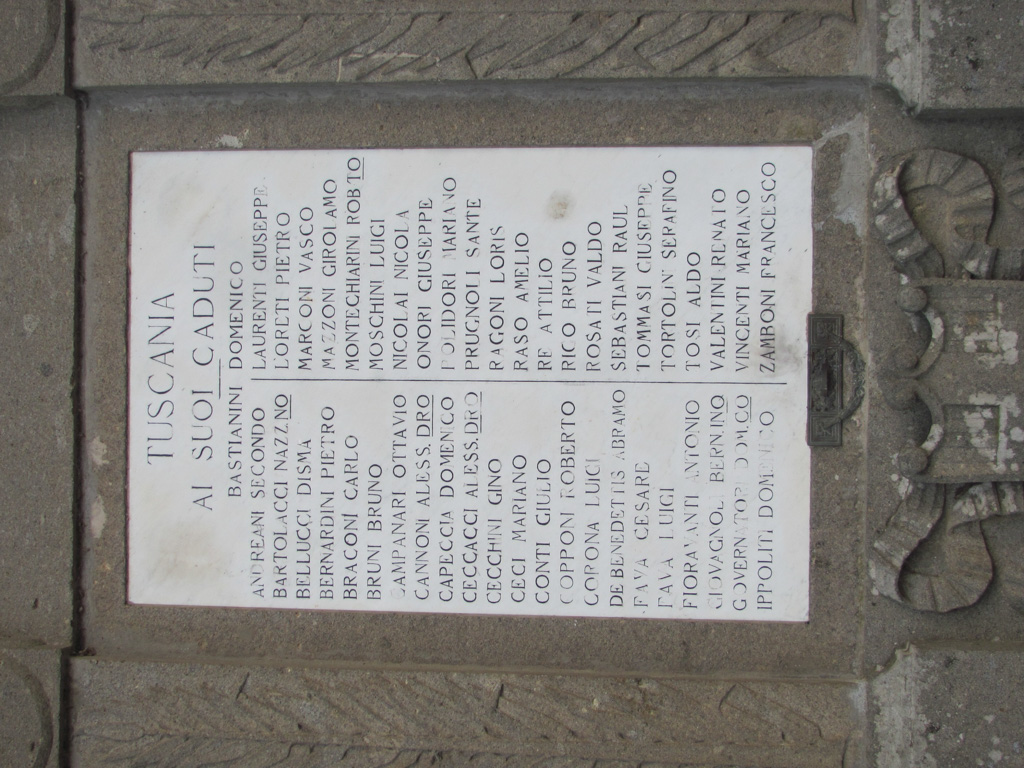 TUSCANIA
AI SUOI CADUTI
BASTIANINI DOMENICO
ANDREANI SECONDO
BARTOLACCI NAZZNO
BELLUCCI DISMA
BERNARDINI PIETRO
BRACONI CARLO
BRUNI BRUNO
CAMPANARI OTTAVIO
CANNONI ALESS.DRO
CAPECCIA DOMENICO
CECCACCI ALESS.DRO
CECCHINI GINO
CECI MARIANO
CONTI GIULIO
COPPONI ROBERTO
CORONA LUIGI
DE BENEDETTIS ABRAMO
FAVA CESARE
FAVA LUIGI
FIORAVANTI ANTONIO
GIOVAGNOLI BERNINO
GOVERNATORI DOM.CO
IPPOLITI DOMENICO
LAURENTI GIUSEPPE
LORETI PIETRO
MARCONI VASCO
MAZZONI GIROLAMO
MONTECHIARINI ROBTO
MOSCHINI LUIGI
NICOLAI NICOLA
ONORI GIUSEPPE
POLIDORI MARIANO
PRUGNOLI SANTE
RAGONI LORIS
RASO AMELIO
RE ATTILIO
RICO BRUNO
ROSATI VALDO
SEBASTIANI RAUL
TOMMASI GIUSEPPE
TORTOLIN' SERAFINO
TOSI ALDO
VALENTINI RENATO
VINCENTI MARIANO
ZAMBONI FRANCESCO